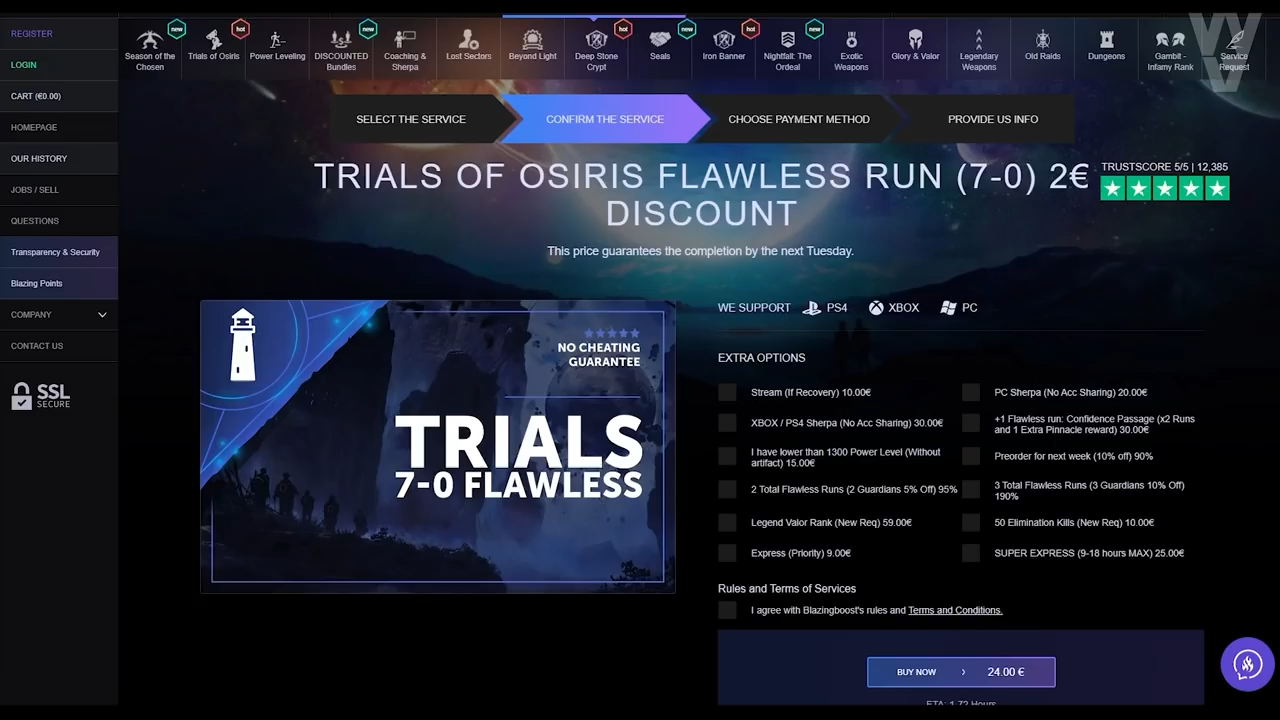 REGISTER
LOGIN
CART (€0.00)
HOMEPAGE
OUR HISTORY
JOBS / SELL
QUESTIONS
Transparency & Security
Blazing Points
COMPANY
CONTACT US
SSL
SECURE
new
hot
new
hot
new
hot
new
Season of the
Chosen
Trials of Osiris
Power Leveling
DISCOUNTED
Bundles
Coaching &
Sherpa
Lost Sectors
Beyond Light
Deep Stone
Crypt
Seals
Iron Banner
Nightfall: The
Ordeal
Exotic
Weapons
Glory & Valor
Legendary
Weapons
Old Raids
Dungeons
Gambit -
Infamy Rank
Service
Request
SELECT THE SERVICE
CONFIRM THE SERVICE
CHOOSE PAYMENT METHOD
PROVIDE US INFO
TRIALS OF OSIRIS FLAWLESS RUN (7-0) 2€
DISCOUNT
TRUSTSCORE 5/5 | 12,385
This price guarantees the completion by the next Tuesday.
NO CHEATING
GUARANTEE
TRIALS
7-0 FLAWLESS
WE SUPPORT PS4 XBOX PC
EXTRA OPTIONS
Stream (If Recovery) 10.00€
PC Sherpa (No Acc Sharing) 20.00€
XBOX / PS4 Sherpa (No Acc Sharing) 30.00€
+1 Flawless run: Confidence Passage (x2 Runs
and 1 Extra Pinnacle reward) 30.00€
I have lower than 1300 Power Level (Without
artifact) 15.00€
Preorder for next week (10% off) 90%
2 Total Flawless Runs (2 Guardians 5% Off) 95%
3 Total Flawless Runs (3 Guardians 10% Off)
190%
Legend Valor Rank (New Req) 59.00€
50 Elimination Kills (New Req) 10.00€
Express (Priority) 9.00€
SUPER EXPRESS (9-18 hours MAX) 25.00€
Rules and Terms of Services
I agree with Blazingboost's rules and Terms and Conditions.
BUY NOW › 24.00 €
ETA: 1.72 Hours